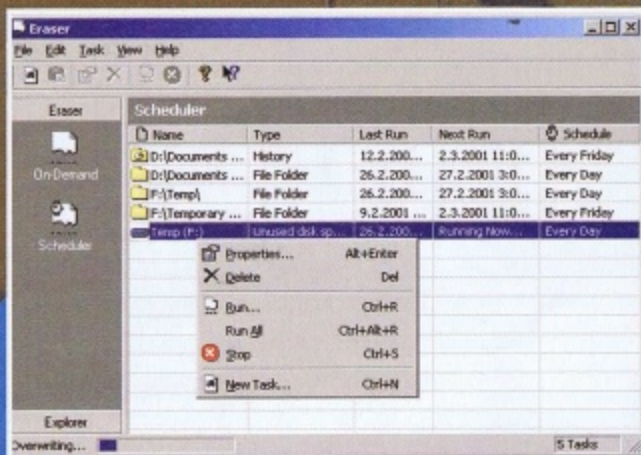 Eraser
File Edit Task View Help
Eraser
On-Demand
Scheduler
Explorer
Scheduler
Name Type Last Run Next Run Schedule
D:\Documents ... History 12.2.200... 2.3.2001 11:0... Every Friday
D:\Documents ... File Folder 26.2.200... 27.2.2001 3:0... Every Day
F:\Temp\ File Folder 26.2.200... 27.2.2001 3:0... Every Day
F:\Temporary ... File Folder 9.2.2001 ... 2.3.2001 11:0... Every Friday
Temp (F:) Unused disk sp... 26.2.200... Running Now... Every Day
Properties... Alt+Enter
Delete Del
Run... Ctrl+R
Run All Ctrl+Alt+R
Stop Ctrl+S
New Task... Ctrl+N
Overwriting... 5 Tasks